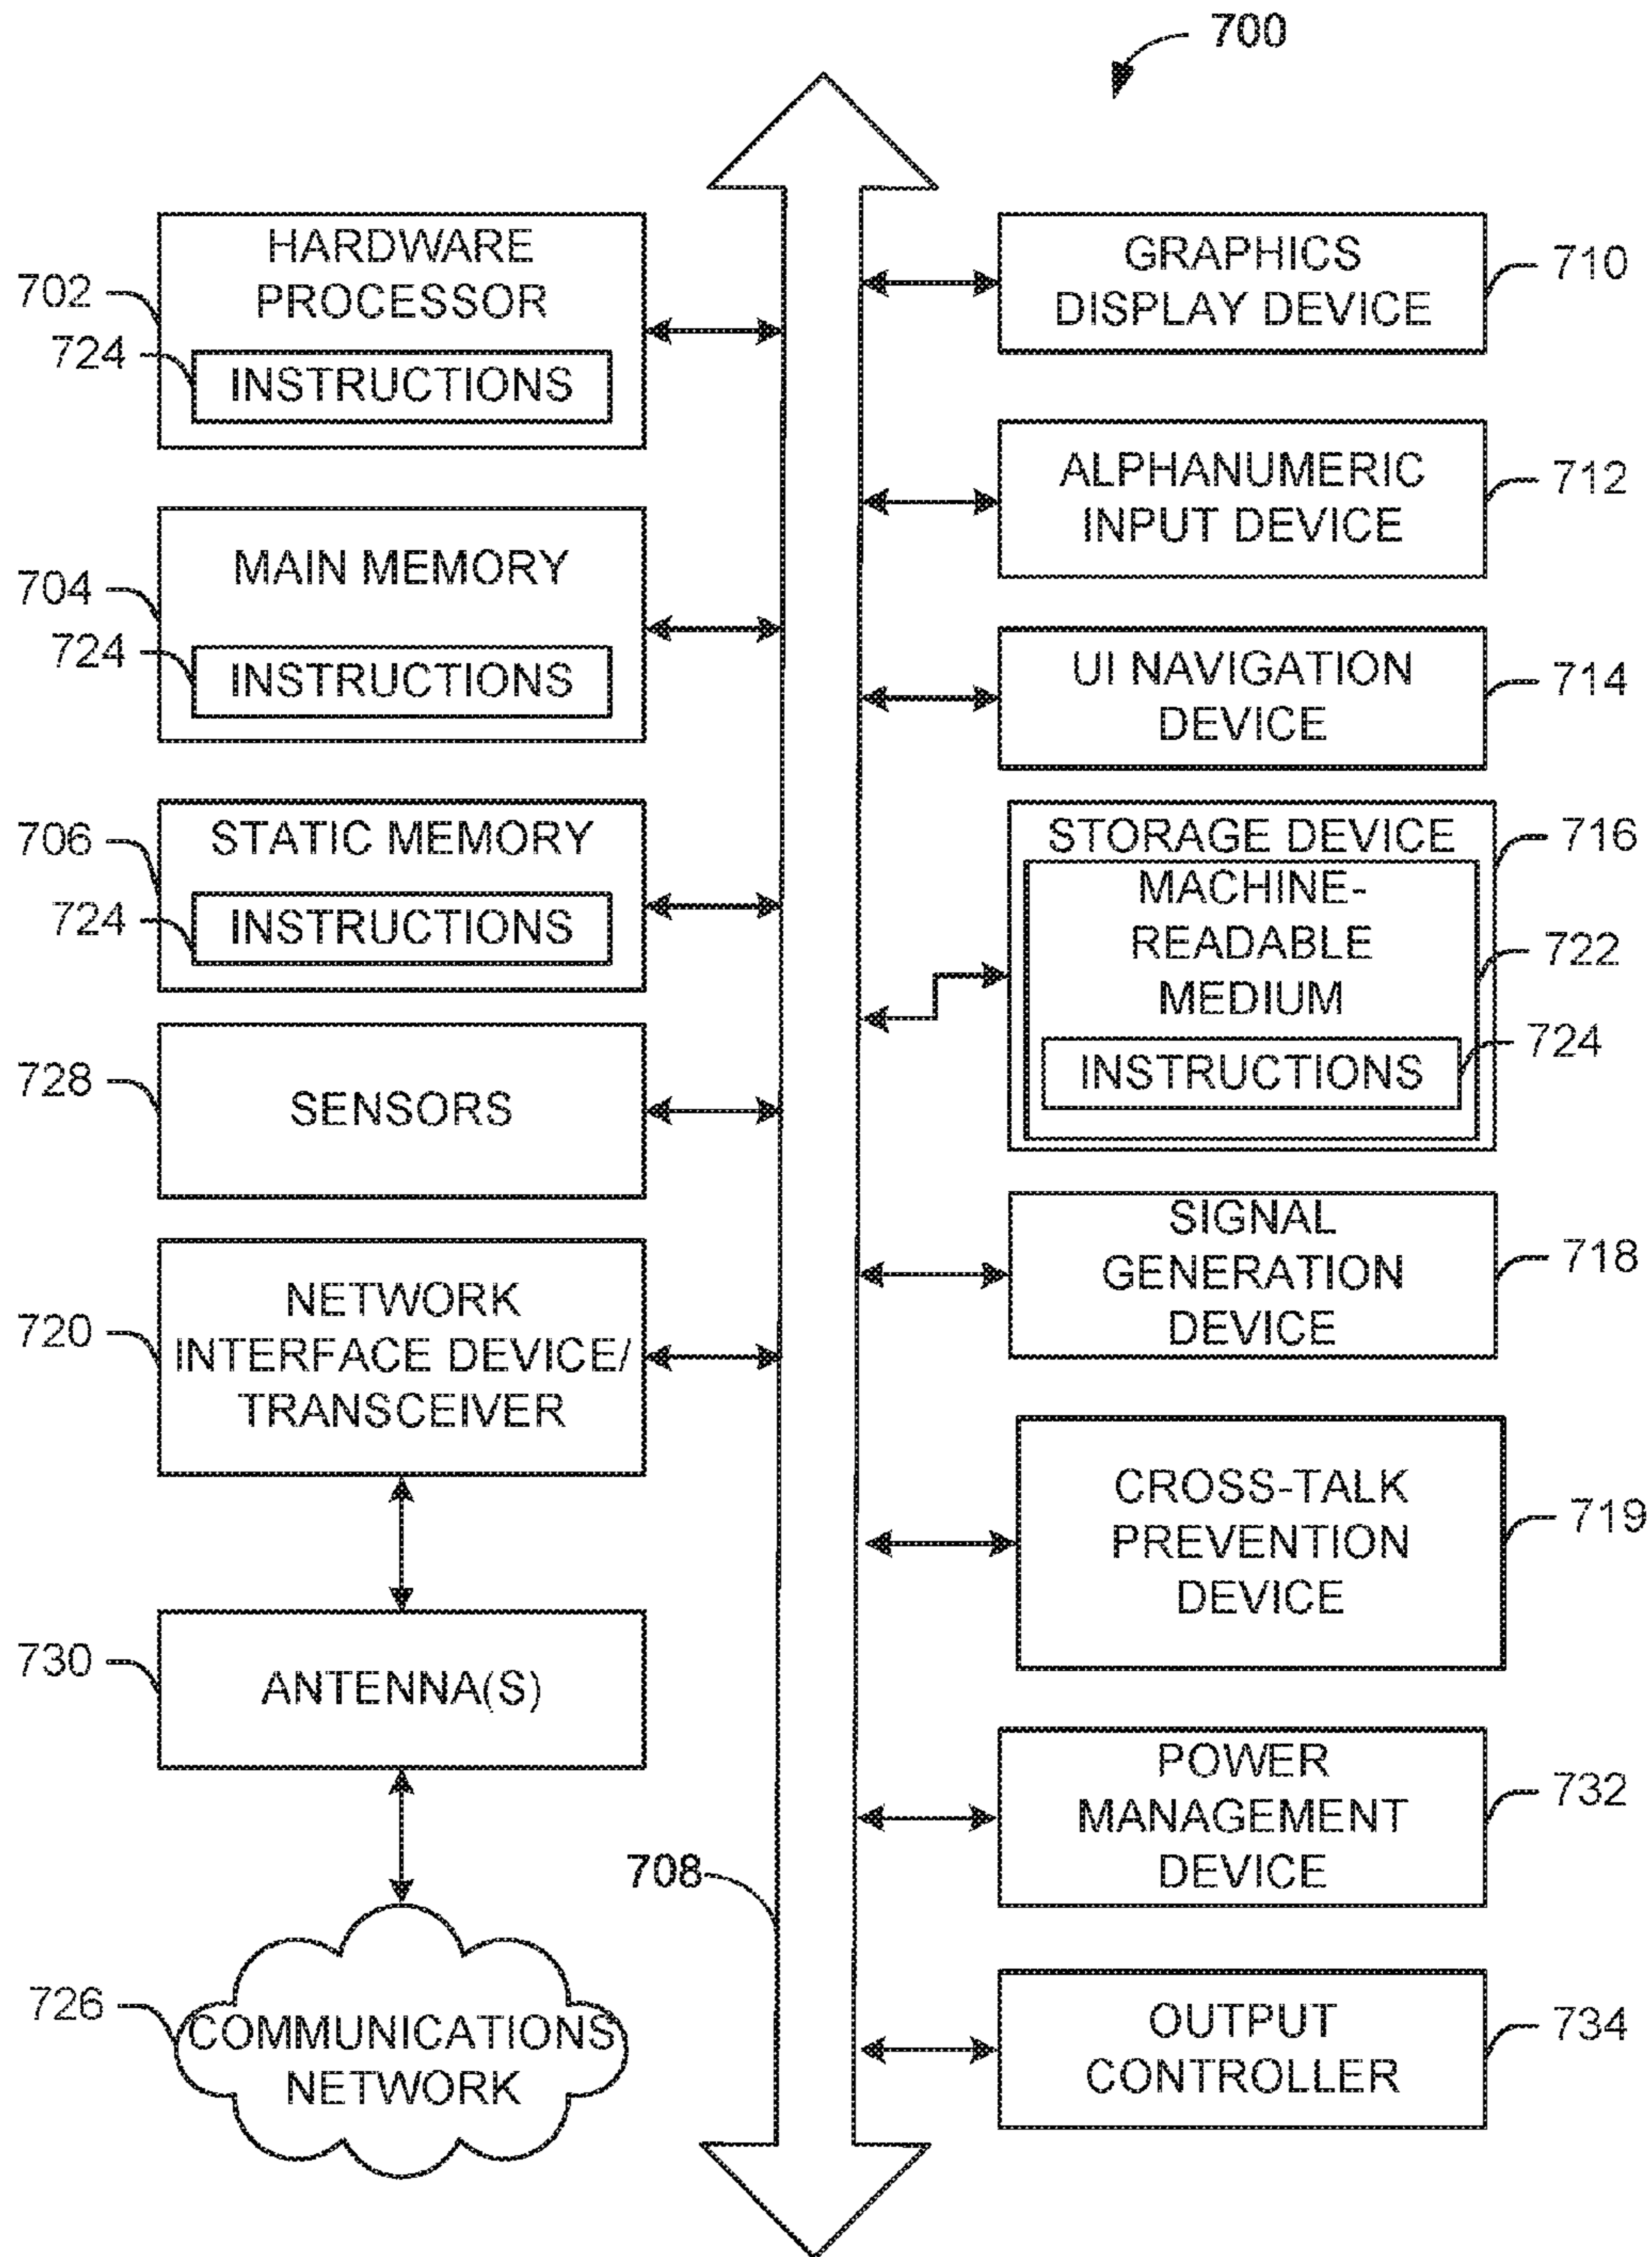 700
HARDWARE
PROCESSOR
702
724
INSTRUCTIONS
MAIN MEMORY
704
724
INSTRUCTIONS
STATIC MEMORY
706
724
INSTRUCTIONS
728
SENSORS
NETWORK
INTERFACE DEVICE/
TRANSCEIVER
720
730
ANTENNA(S)
708
726
COMMUNICATIONS
NETWORK
GRAPHICS
DISPLAY DEVICE
710
ALPHANUMERIC
INPUT DEVICE
712
UI NAVIGATION
DEVICE
714
STORAGE DEVICE
716
MACHINE-
READABLE
MEDIUM
722
INSTRUCTIONS
724
SIGNAL
GENERATION
DEVICE
718
CROSS-TALK
PREVENTION
DEVICE
719
POWER
MANAGEMENT
DEVICE
732
OUTPUT
CONTROLLER
734